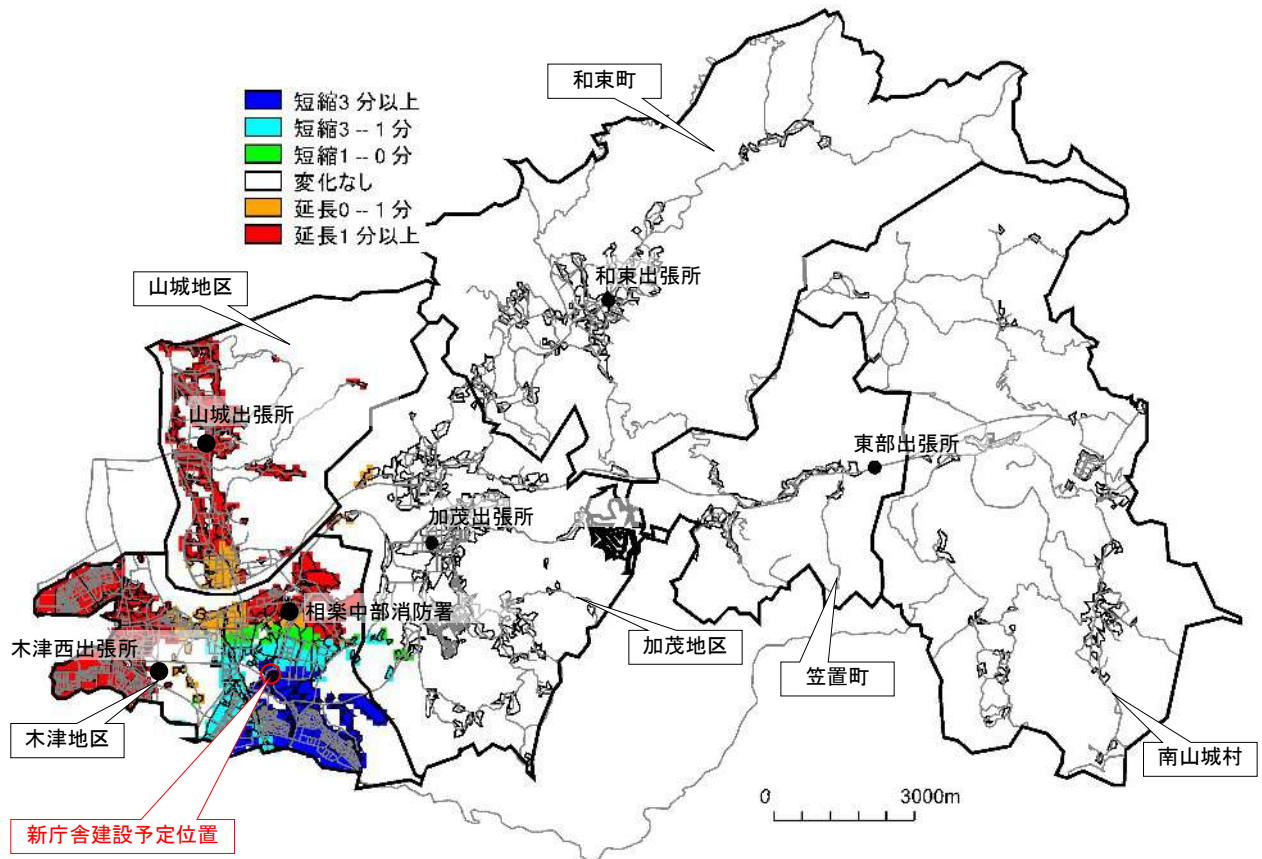 和束町
短縮3分以上
短縮3--1分
短縮1--0分
変化なし
延長0--1分
延長1分以上
山城地区
和束出張所
山城出張所
東部出張所
加茂出張所
相楽中部消防署
木津西出張所
加茂地区
笠置町
木津地区
南山城村
0 3000m
新庁舎建設予定位置